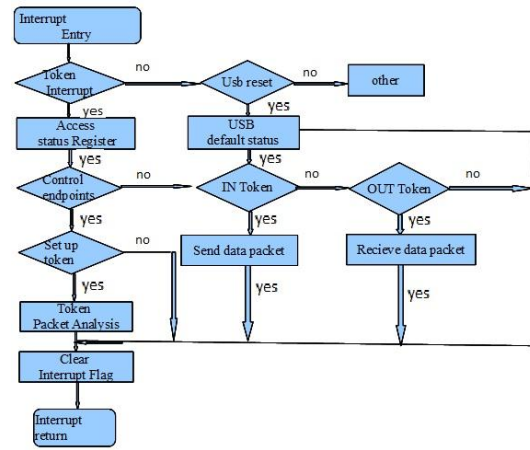 Interrupt
Entry
Token
Interrupt
no
Usb reset
no
other
yes
yes
Access
status Register
USB
default status
yes
yes
Control
endpoints
no
IN Token
no
OUT Token
no
yes
yes
yes
Set up
token
no
Send data packet
Recieve data packet
yes
yes
yes
Token
Packet Analysis
Clear
Interrupt Flag
Interrupt
return